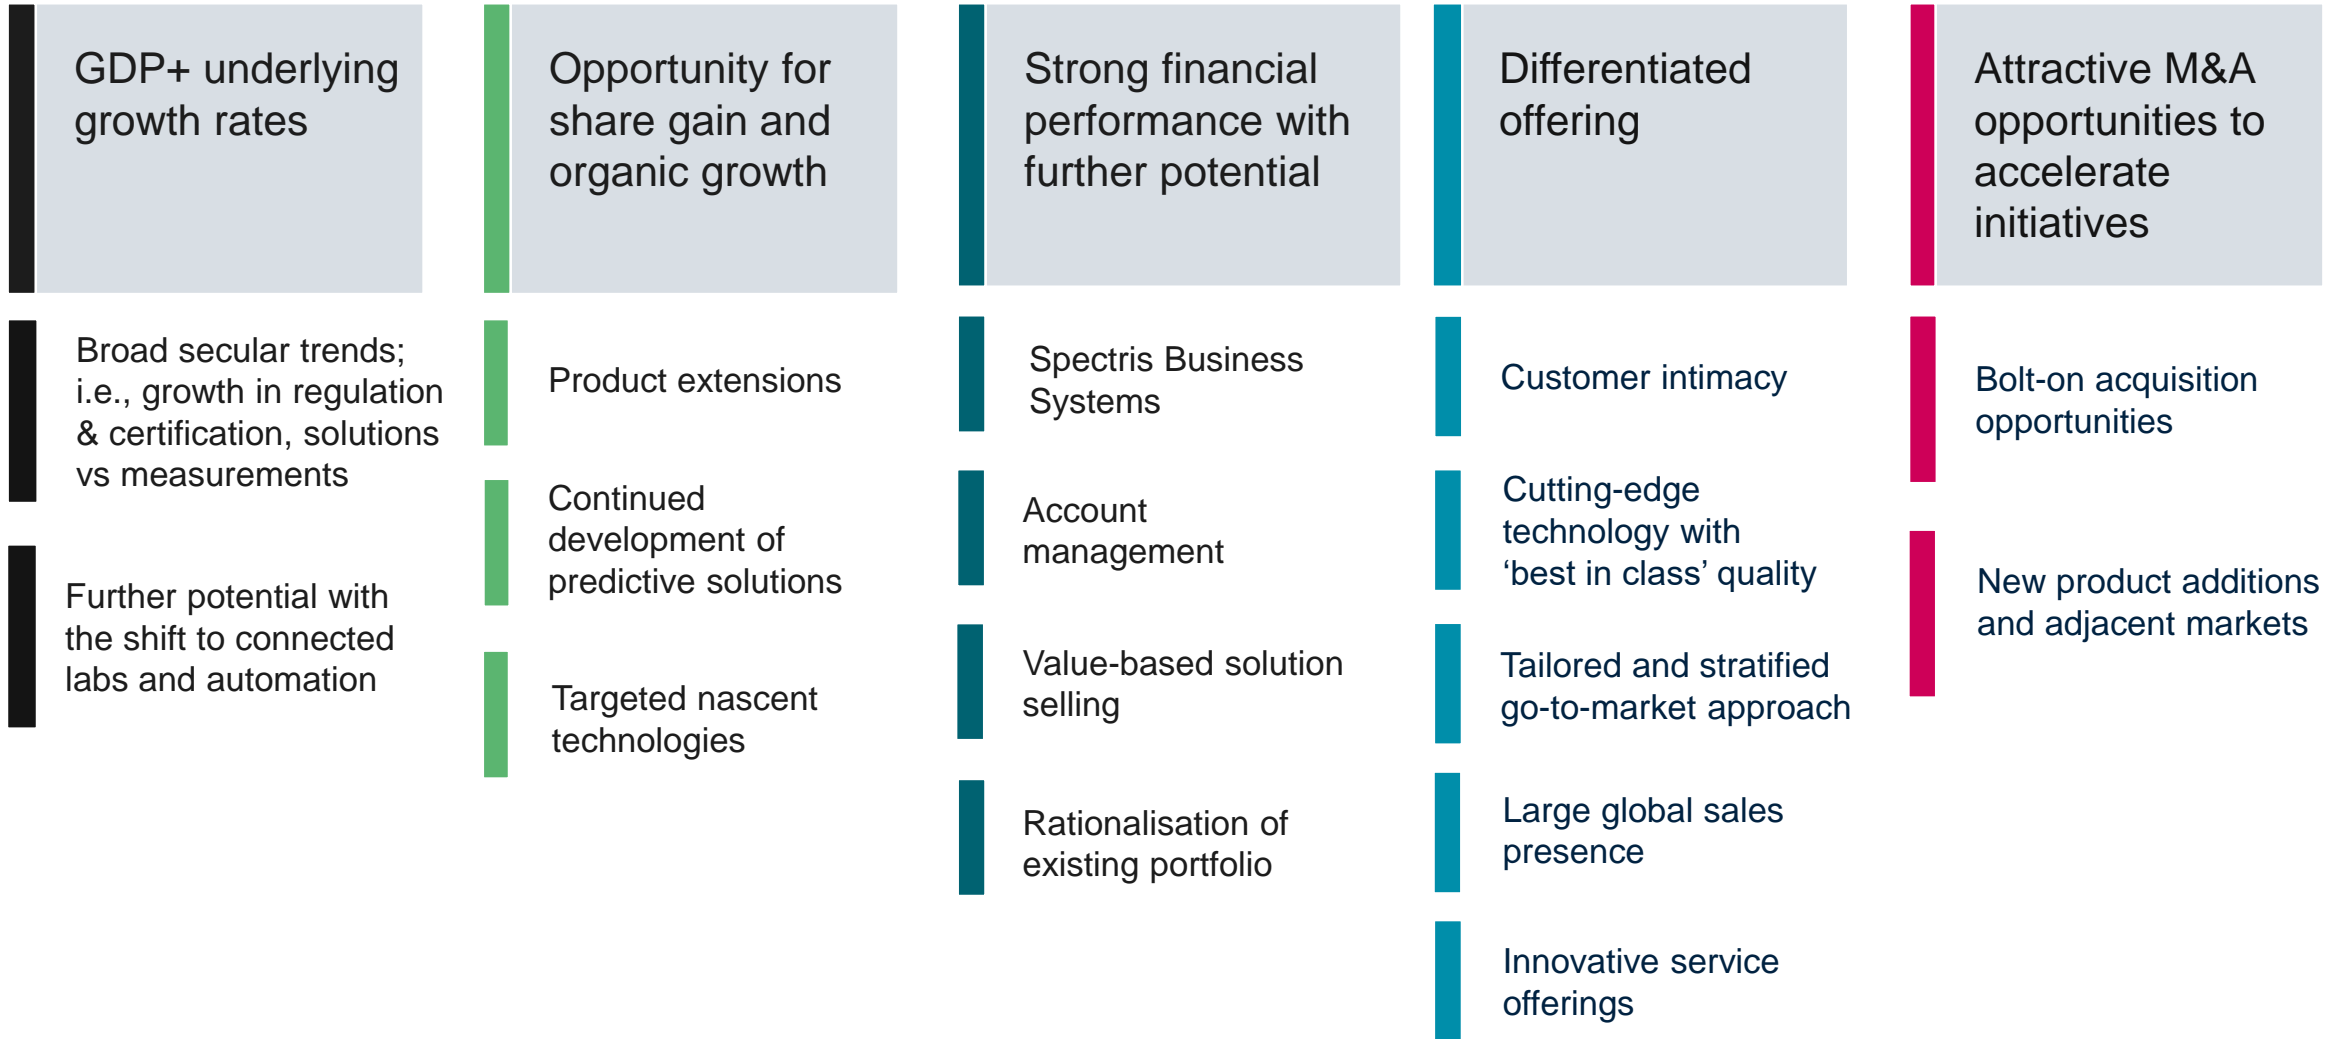 GDP+ underlying
growth rates
Broad secular trends;
i.e., growth in regulation
& certification, solutions
vs measurements
Further potential with
the shift to connected
labs and automation
Opportunity for
share gain and
organic growth
Product extensions
Continued
development of
predictive solutions
Targeted nascent
technologies
Strong financial
performance with
further potential
Spectris Business
Systems
Account
management
Value-based solution
selling
Rationalisation of
existing portfolio
Differentiated
offering
Customer intimacy
Cutting-edge
technology with
‘best in class’ quality
Tailored and stratified
go-to-market approach
Large global sales
presence
Innovative service
offerings
Attractive M&A
opportunities to
accelerate
initiatives
Bolt-on acquisition
opportunities
New product additions
and adjacent markets